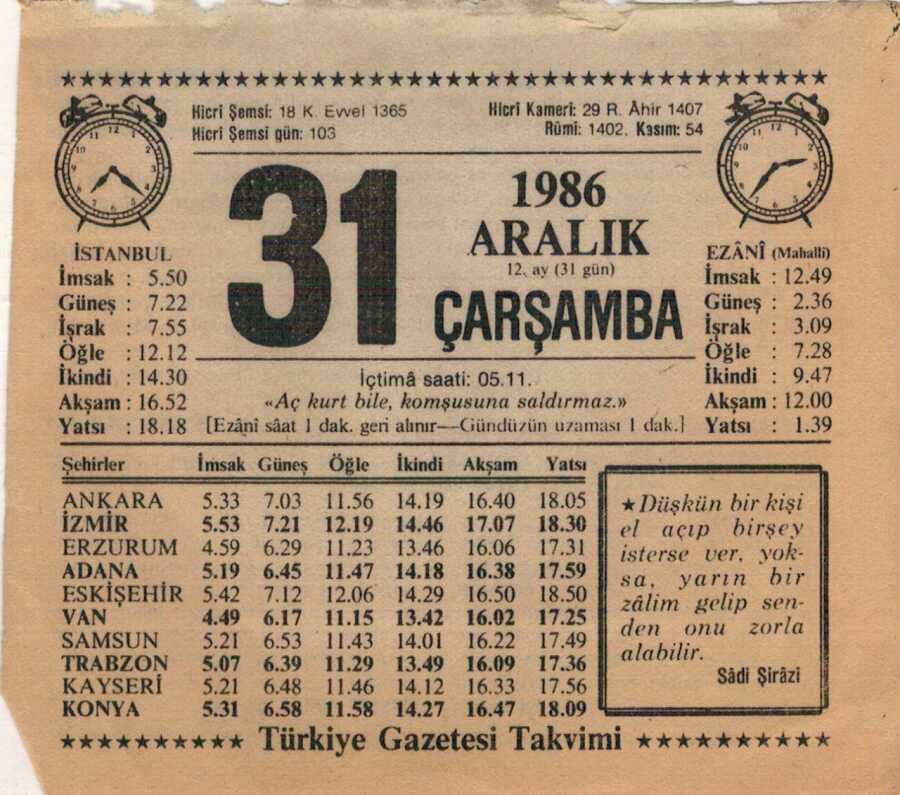 Hicrî Şemsî: 18 K. Evvel 1365
Hicrî Şemsî gün: 103
Hicrî Kamerî: 29 R. Âhir 1407
Rûmî: 1402. Kasım: 54
31
1986
ARALIK
12. ay (31 gün)
ÇARŞAMBA
İSTANBUL
İmsak : 5.50
Güneş : 7.22
İşrak : 7.55
Öğle : 12.12
İkindi : 14.30
Akşam : 16.52
Yatsı : 18.18
EZÂNÎ (Mahallî)
İmsak : 12.49
Güneş : 2.36
İşrak : 3.09
Öğle : 7.28
İkindi : 9.47
Akşam : 12.00
Yatsı : 1.39
İçtimâ saati: 05.11.
«Aç kurt bile, komşusuna saldırmaz.»
[Ezânî sâat 1 dak. geri alınır—Gündüzün uzaması 1 dak.]
Şehirler İmsak Güneş Öğle İkindi Akşam Yatsı
ANKARA 5.33 7.03 11.56 14.19 16.40 18.05
İZMİR 5.53 7.21 12.19 14.46 17.07 18.30
ERZURUM 4.59 6.29 11.23 13.46 16.06 17.31
ADANA 5.19 6.45 11.47 14.18 16.38 17.59
ESKİŞEHİR 5.42 7.12 12.06 14.29 16.50 18.50
VAN 4.49 6.17 11.15 13.42 16.02 17.25
SAMSUN 5.21 6.53 11.43 14.01 16.22 17.49
TRABZON 5.07 6.39 11.29 13.49 16.09 17.36
KAYSERİ 5.21 6.48 11.46 14.12 16.33 17.56
KONYA 5.31 6.58 11.58 14.27 16.47 18.09
★Düşkün bir kişi
el açıp birşey
isterse ver, yok-
sa, yarın bir
zâlim gelip sen-
den onu zorla
alabilir.
Sâdi Şirâzi
Türkiye Gazetesi Takvimi